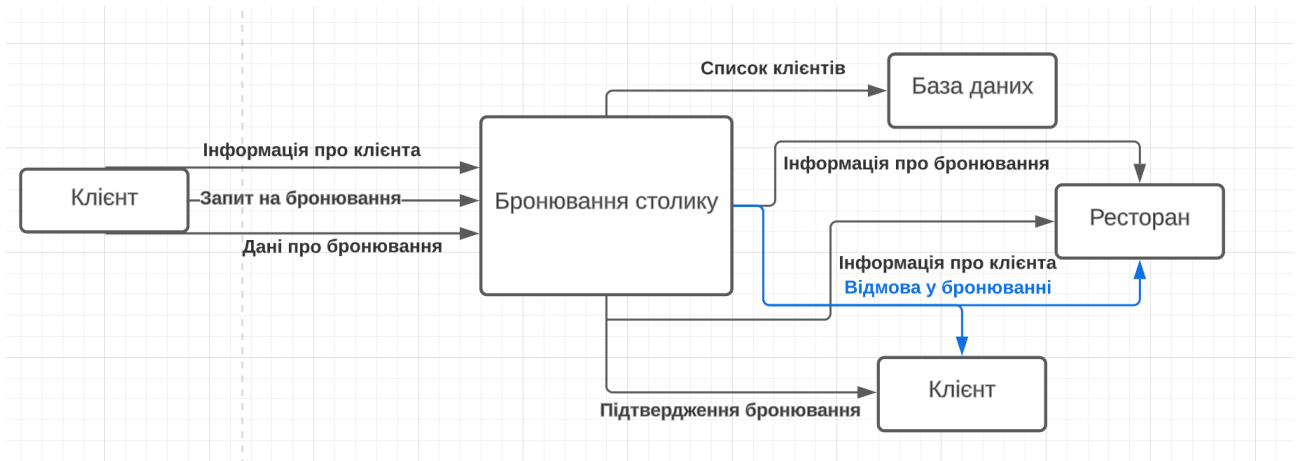 Список клієнтів
База даних
Інформація про клієнта
Інформація про бронювання
Клієнт
Запит на бронювання
Бронювання столику
Ресторан
Дані про бронювання
Інформація про клієнта
Відмова у бронюванні
Клієнт
Підтвердження бронювання